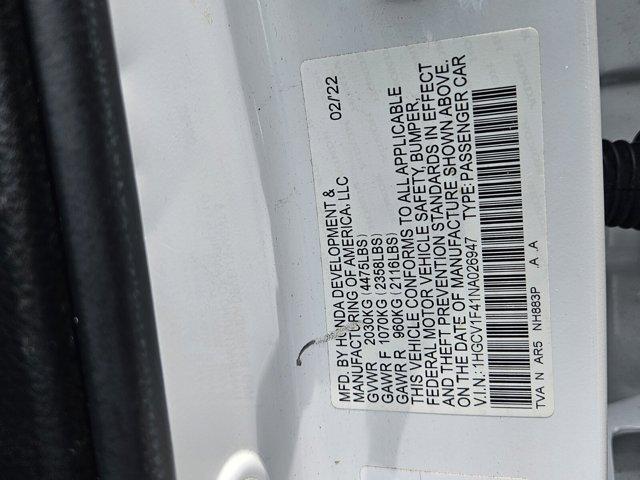 MFD. BY HONDA DEVELOPMENT &
MANUFACTURING OF AMERICA, LLC 02/'22
GVWR 2030KG (4475LBS)
GAWR F 1070KG (2358LBS)
GAWR R 960KG (2116LBS)
THIS VEHICLE CONFORMS TO ALL APPLICABLE
FEDERAL MOTOR VEHICLE SAFETY, BUMPER,
AND THEFT PREVENTION STANDARDS IN EFFECT
ON THE DATE OF MANUFACTURE SHOWN ABOVE.
V.I.N.: 1HGCV1F41NA026947 TYPE: PASSENGER CAR
TVA N AR5 NH883P .A .A